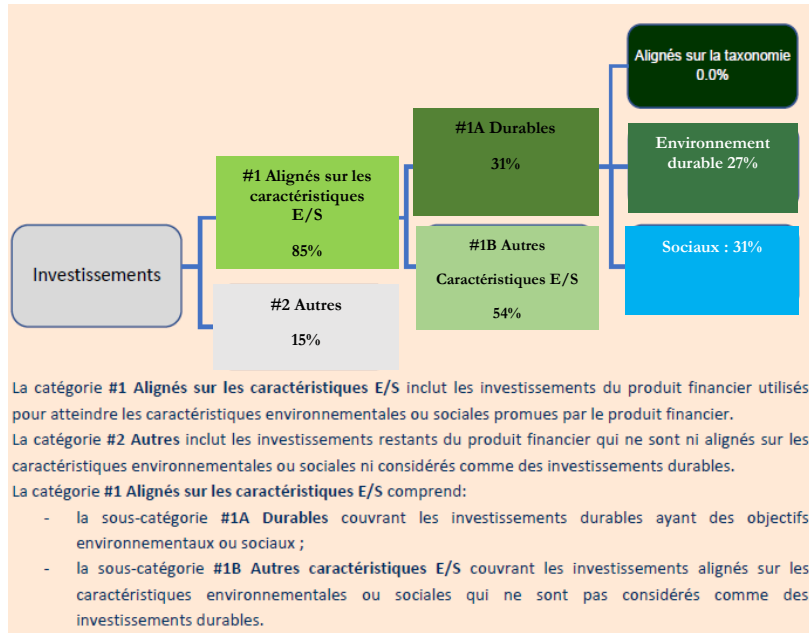 Alignés sur la taxonomie
0.0%
#1A Durables
31%
Environnement
durable 27%
#1 Alignés sur les
caractéristiques
E/S
85%
#1B Autres
Caractéristiques E/S
54%
Sociaux : 31%
Investissements
#2 Autres
15%
La catégorie #1 Alignés sur les caractéristiques E/S inclut les investissements du produit financier utilisés
pour atteindre les caractéristiques environnementales ou sociales promues par le produit financier.
La catégorie #2 Autres inclut les investissements restants du produit financier qui ne sont ni alignés sur les
caractéristiques environnementales ou sociales ni considérés comme des investissements durables.
La catégorie #1 Alignés sur les caractéristiques E/S comprend:
- la sous-catégorie #1A Durables couvrant les investissements durables ayant des objectifs
environnementaux ou sociaux ;
- la sous-catégorie #1B Autres caractéristiques E/S couvrant les investissements alignés sur les
caractéristiques environnementales ou sociales qui ne sont pas considérés comme des
investissements durables.